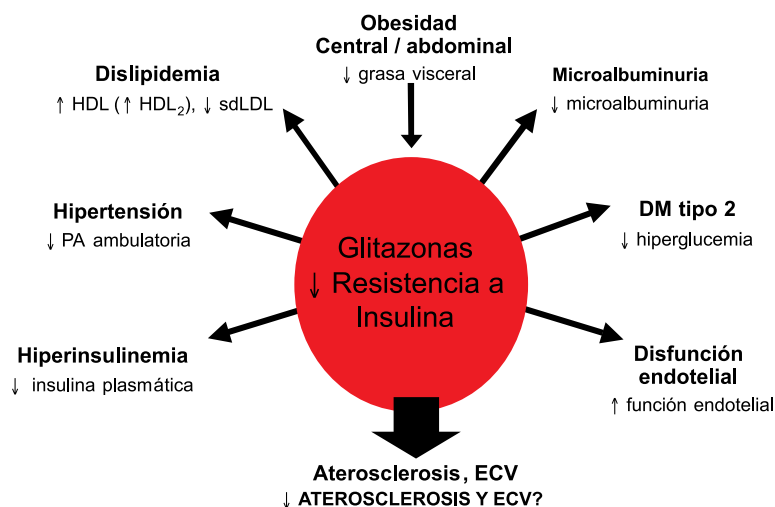 Obesidad
Central / abdominal
↓ grasa visceral
Dislipidemia
↑ HDL (↑ HDL₂), ↓ sdLDL
Microalbuminuria
↓ microalbuminuria
Hipertensión
↓ PA ambulatoria
Glitazonas
↓ Resistencia a
Insulina
DM tipo 2
↓ hiperglucemia
Hiperinsulinemia
↓ insulina plasmática
Disfunción
endotelial
↑ función endotelial
Aterosclerosis, ECV
↓ ATEROSCLEROSIS Y ECV?